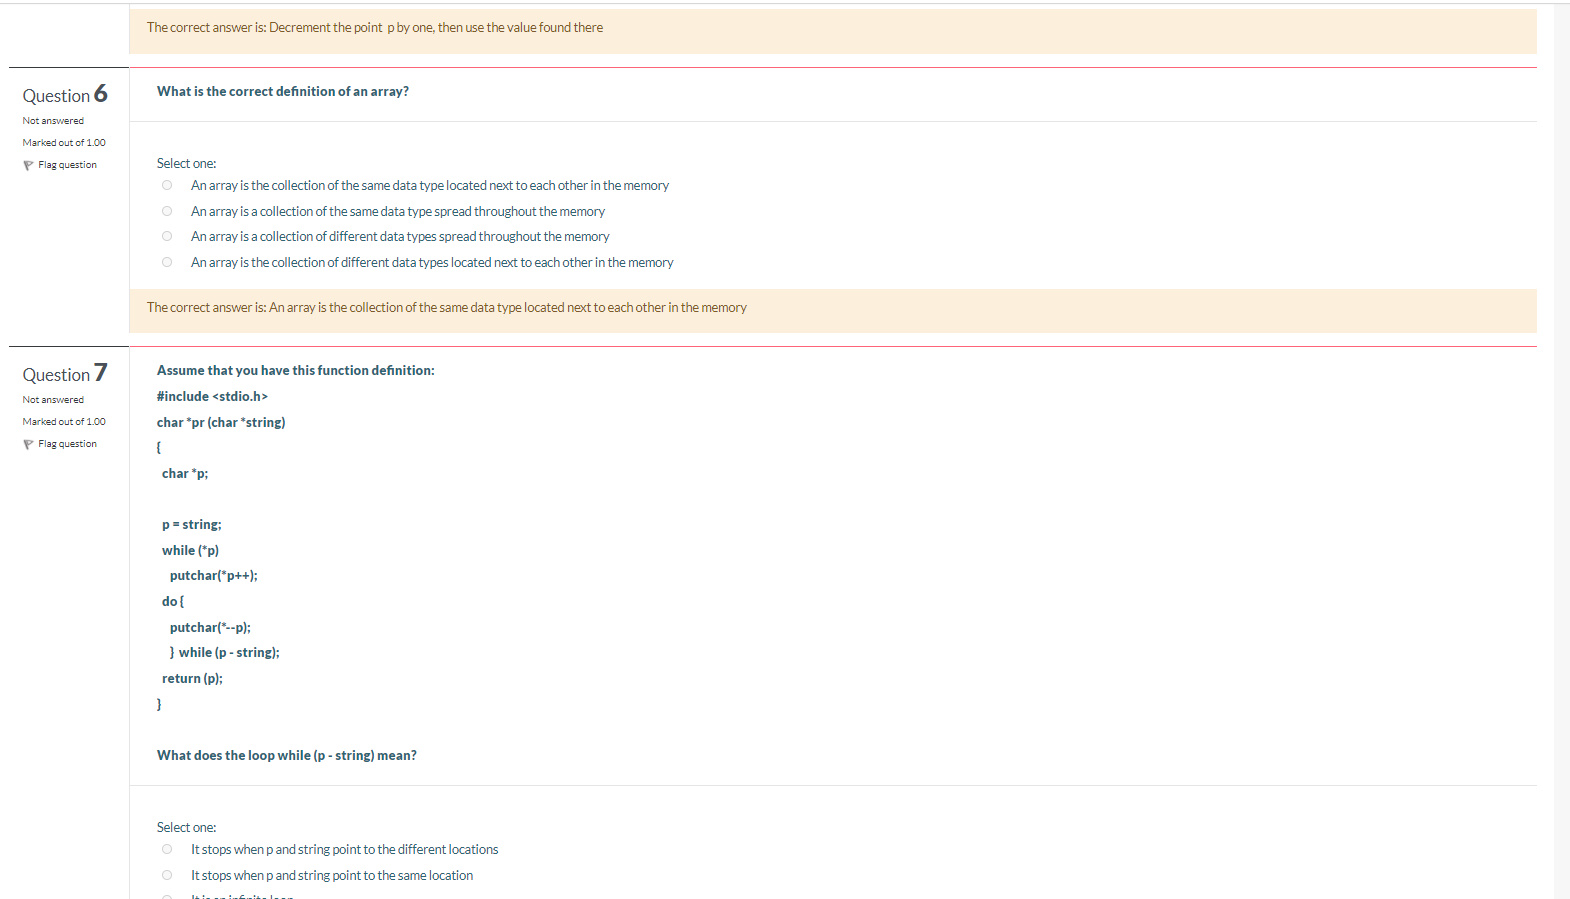 The correct answer is: Decrement the point p by one, then use the value found there
Question 6
Not answered
Marked out of 1.00
Flag question
What is the correct definition of an array?
Select one:
An array is the collection of the same data type located next to each other in the memory
An array is a collection of the same data type spread throughout the memory
An array is a collection of different data types spread throughout the memory
An array is the collection of different data types located next to each other in the memory
The correct answer is: An array is the collection of the same data type located next to each other in the memory
Question 7
Not answered
Marked out of 1.00
Flag question
Assume that you have this function definition:
#include <stdio.h>
char *pr (char *string)
{
char *p;
p = string;
while (*p)
putchar(*p++);
do {
putchar(*--p);
} while (p - string);
return (p);
}
What does the loop while (p - string) mean?
Select one:
It stops when p and string point to the different locations
It stops when p and string point to the same location
It is an infinite loop